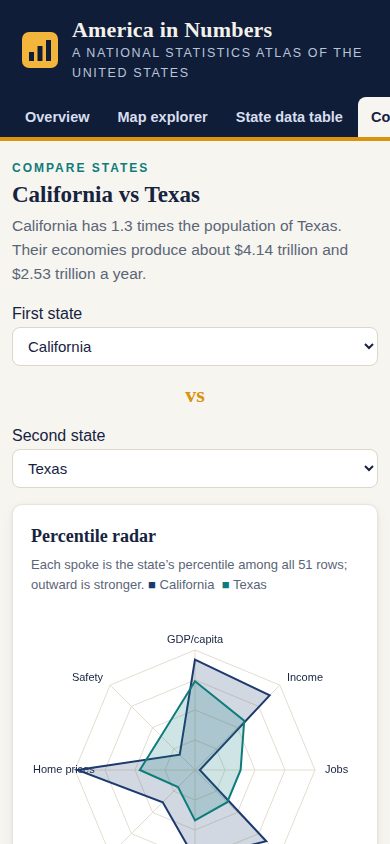 America in Numbers
A NATIONAL STATISTICS ATLAS OF THE
UNITED STATES
Overview Map explorer State data table Co
COMPARE STATES
California vs Texas
California has 1.3 times the population of Texas.
Their economies produce about $4.14 trillion and
$2.53 trillion a year.
First state
California
vs
Second state
Texas
Percentile radar
Each spoke is the state’s percentile among all 51 rows;
outward is stronger. ■ California ■ Texas
GDP/capita
Safety Income
Home prices Jobs